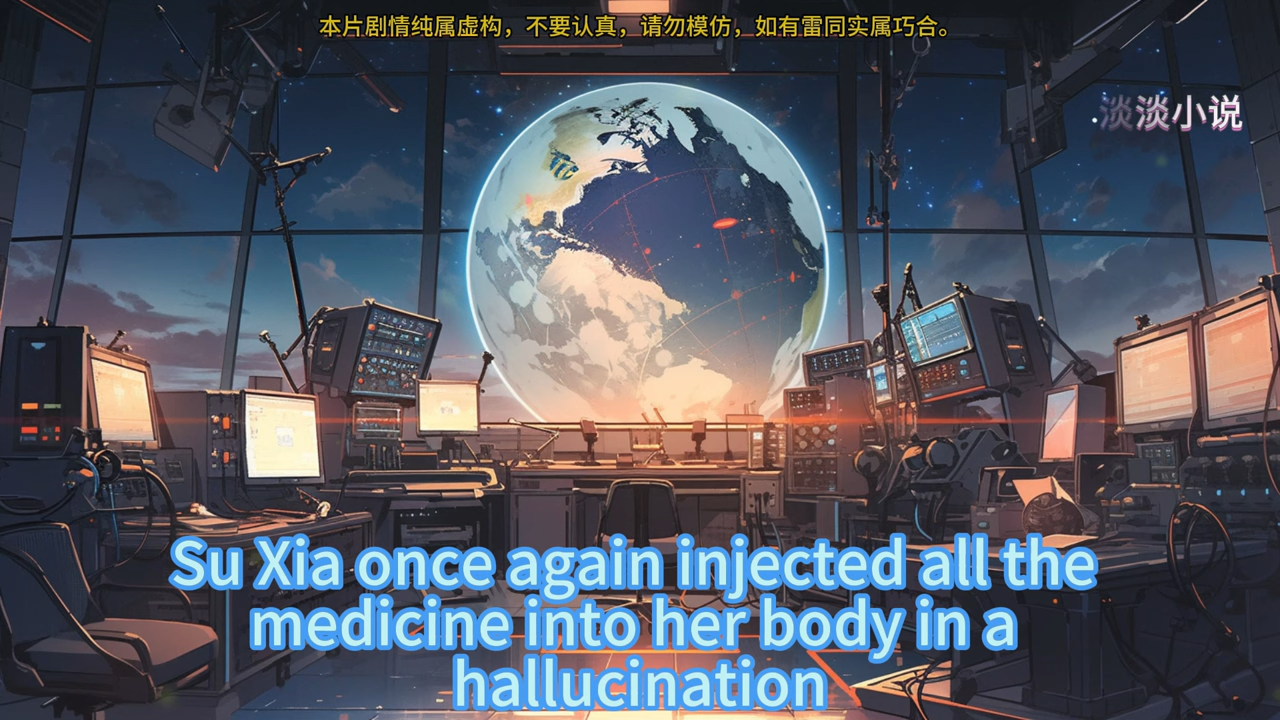 本片剧情纯属虚构，不要认真，请勿模仿，如有雷同实属巧合。
淡淡小说
Su Xia once again injected all the
medicine into her body in a
hallucination